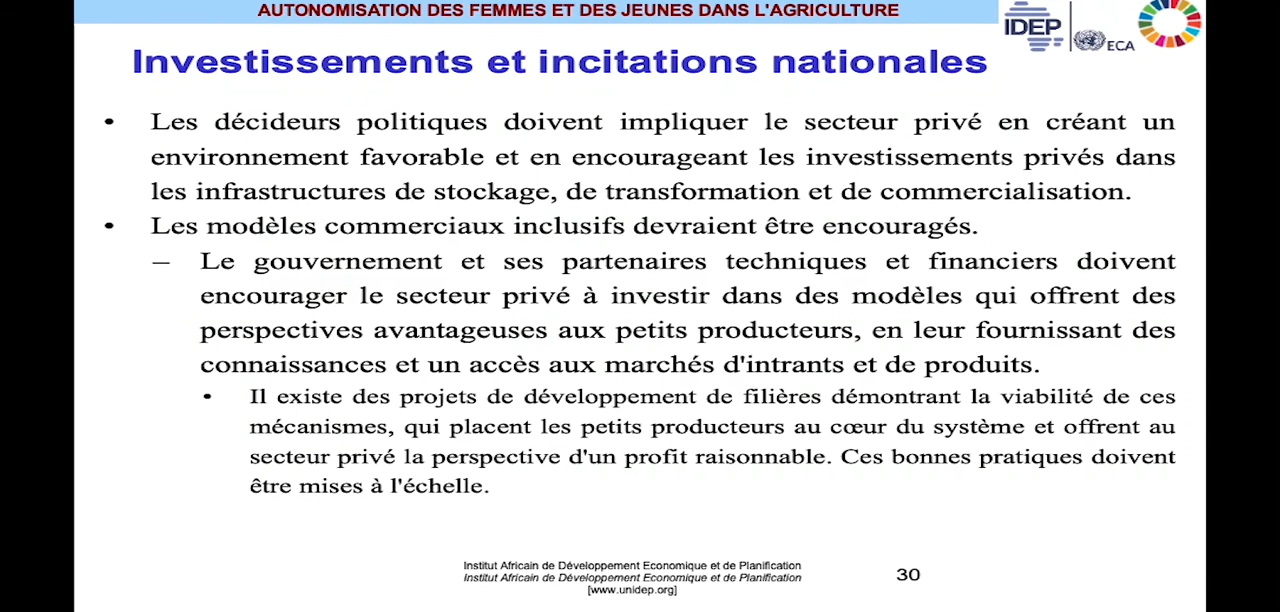 AUTONOMISATION DES FEMMES ET DES JEUNES DANS L'AGRICULTURE
IDEP
ECA
Investissements et incitations nationales
• Les décideurs politiques doivent impliquer le secteur privé en créant un
environnement favorable et en encourageant les investissements privés dans
les infrastructures de stockage, de transformation et de commercialisation.
• Les modèles commerciaux inclusifs devraient être encouragés.
– Le gouvernement et ses partenaires techniques et financiers doivent
encourager le secteur privé à investir dans des modèles qui offrent des
perspectives avantageuses aux petits producteurs, en leur fournissant des
connaissances et un accès aux marchés d'intrants et de produits.
• Il existe des projets de développement de filières démontrant la viabilité de ces
mécanismes, qui placent les petits producteurs au cœur du système et offrent au
secteur privé la perspective d'un profit raisonnable. Ces bonnes pratiques doivent
être mises à l'échelle.
Institut Africain de Développement Economique et de Planification
Institut Africain de Développement Economique et de Planification
[www.unidep.org]
30